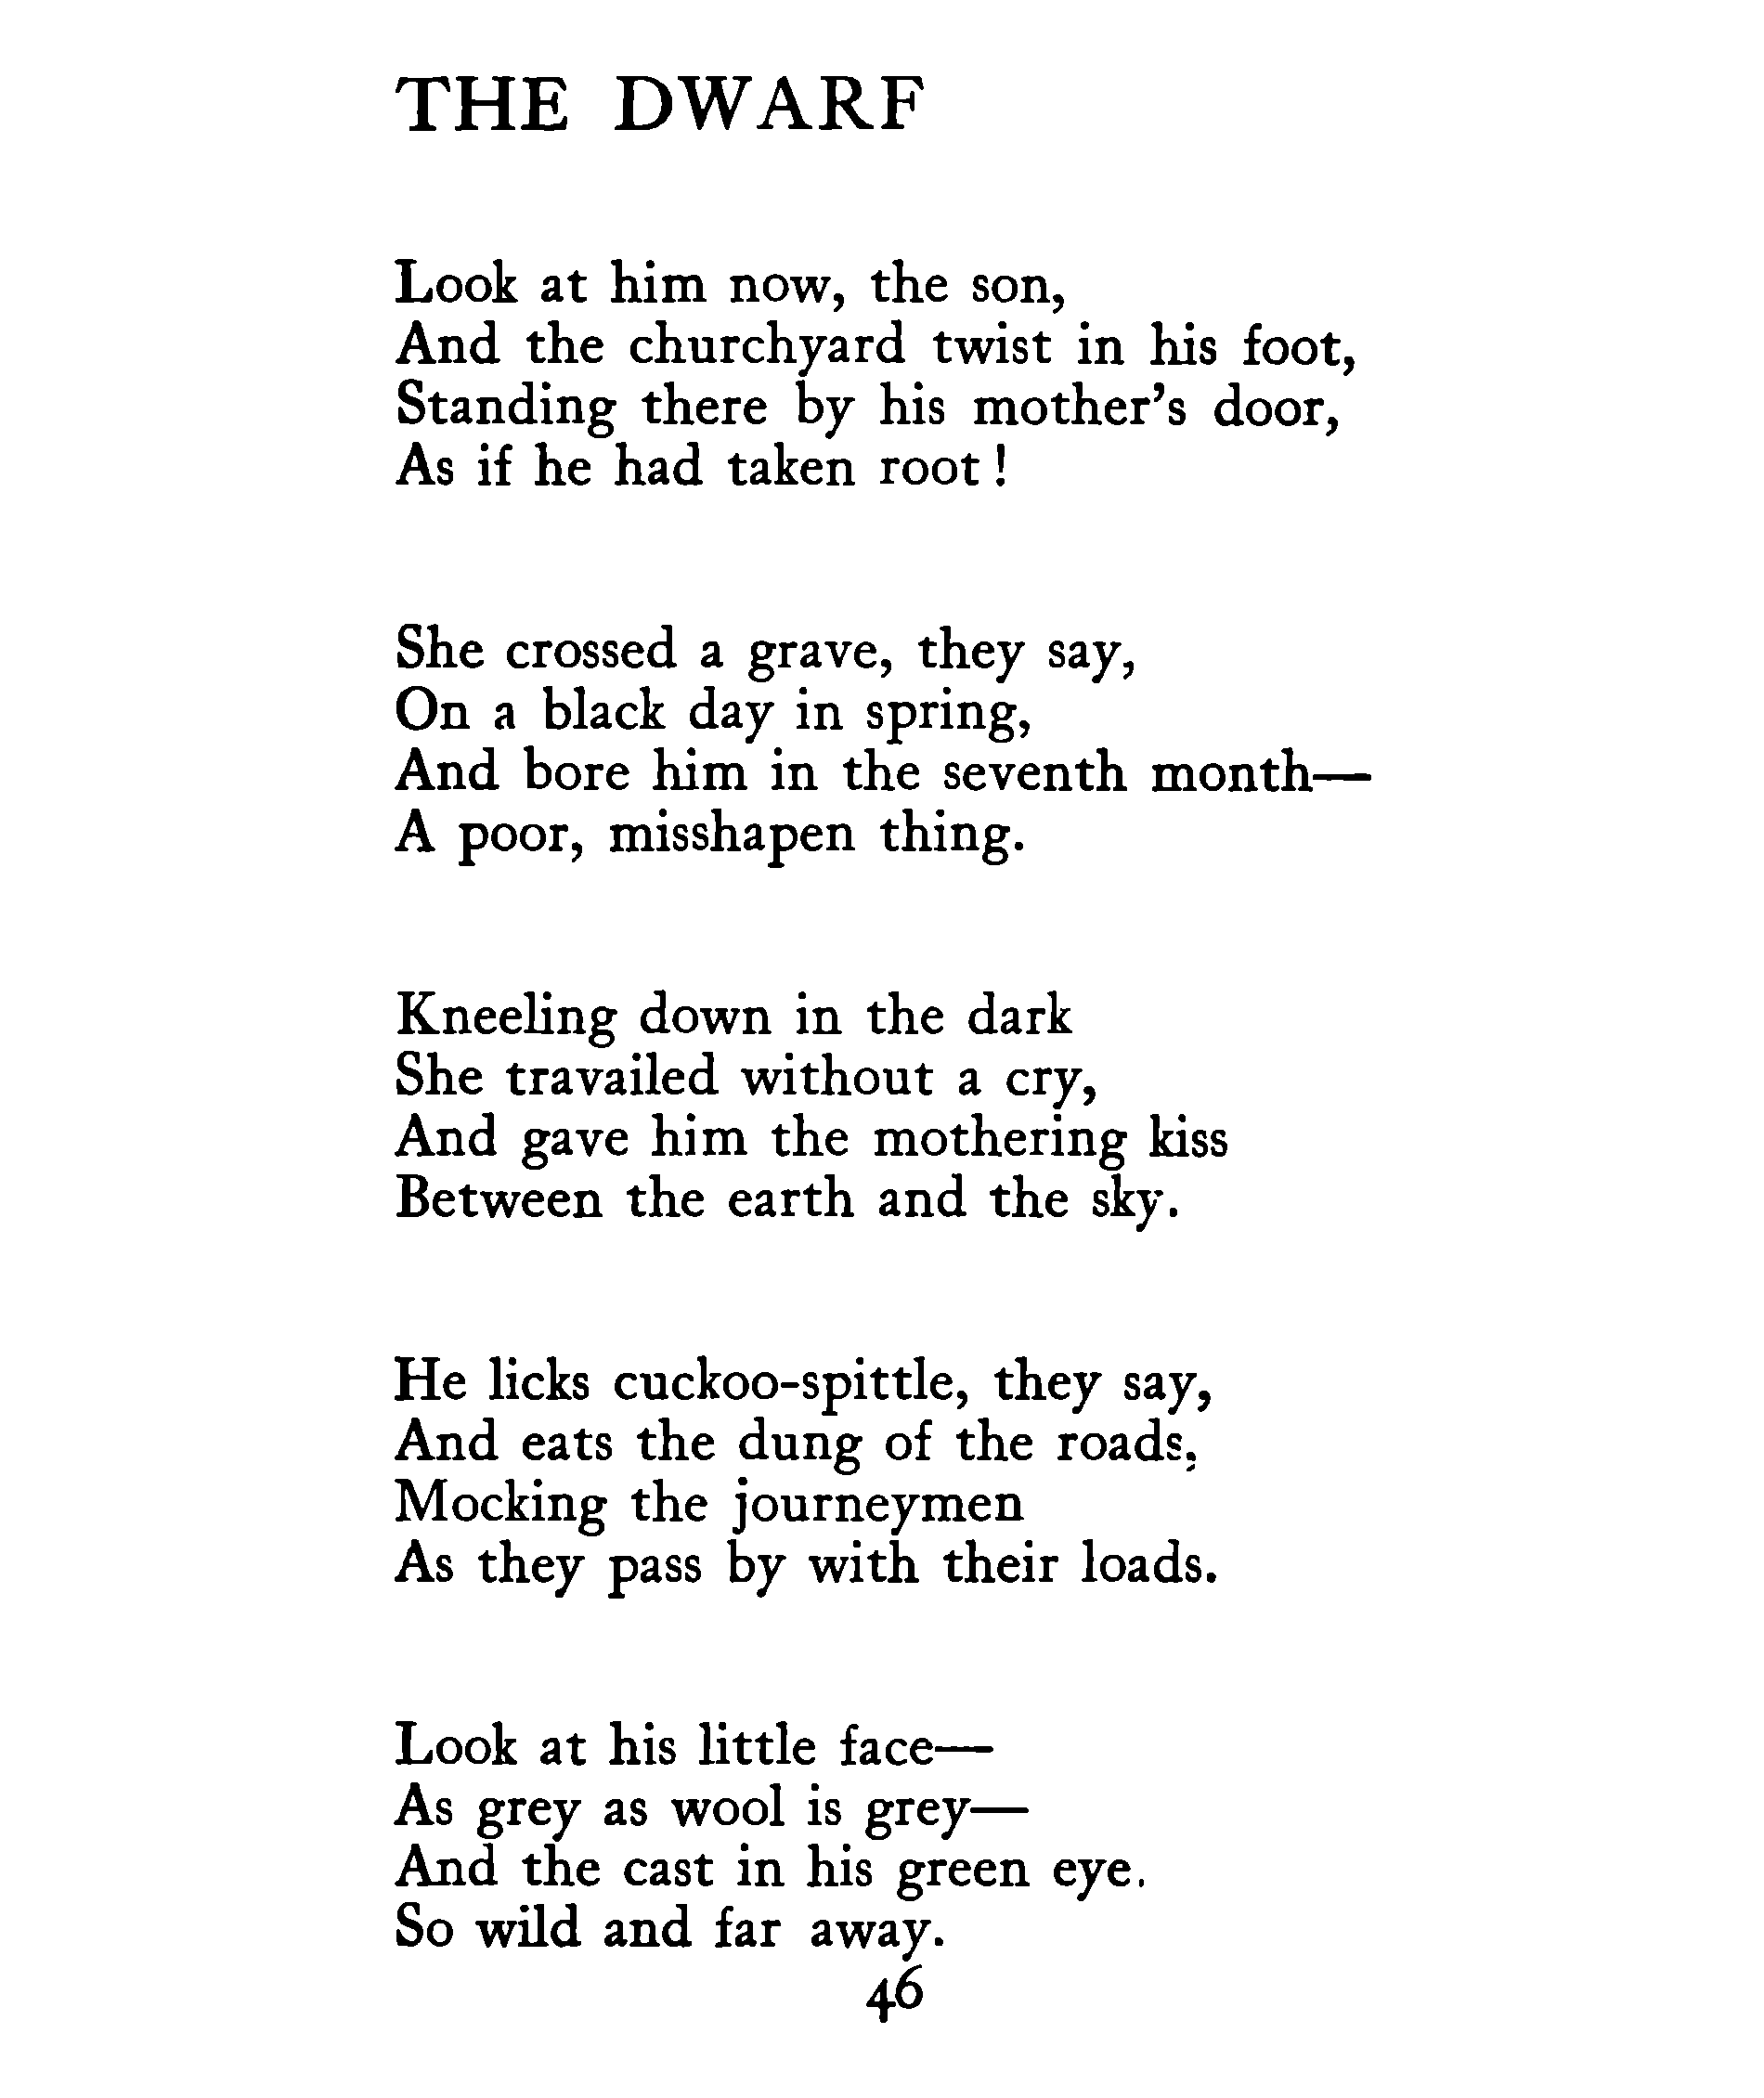 THE DWARF
Look at him now, the son,
And the churchyard twist in his foot,
Standing there by his mother's door,
As if he had taken root !
She crossed a grave, they say,
On a black day in spring,
And bore him in the seventh month—
A poor, misshapen thing.
Kneeling down in the dark
She travailed without a cry,
And gave him the mothering kiss
Between the earth and the sky.
He licks cuckoo-spittle, they say,
And eats the dung of the roads,
Mocking the journeymen
As they pass by with their loads.
Look at his little face—
As grey as wool is grey—
And the cast in his green eye.
So wild and far away.
46